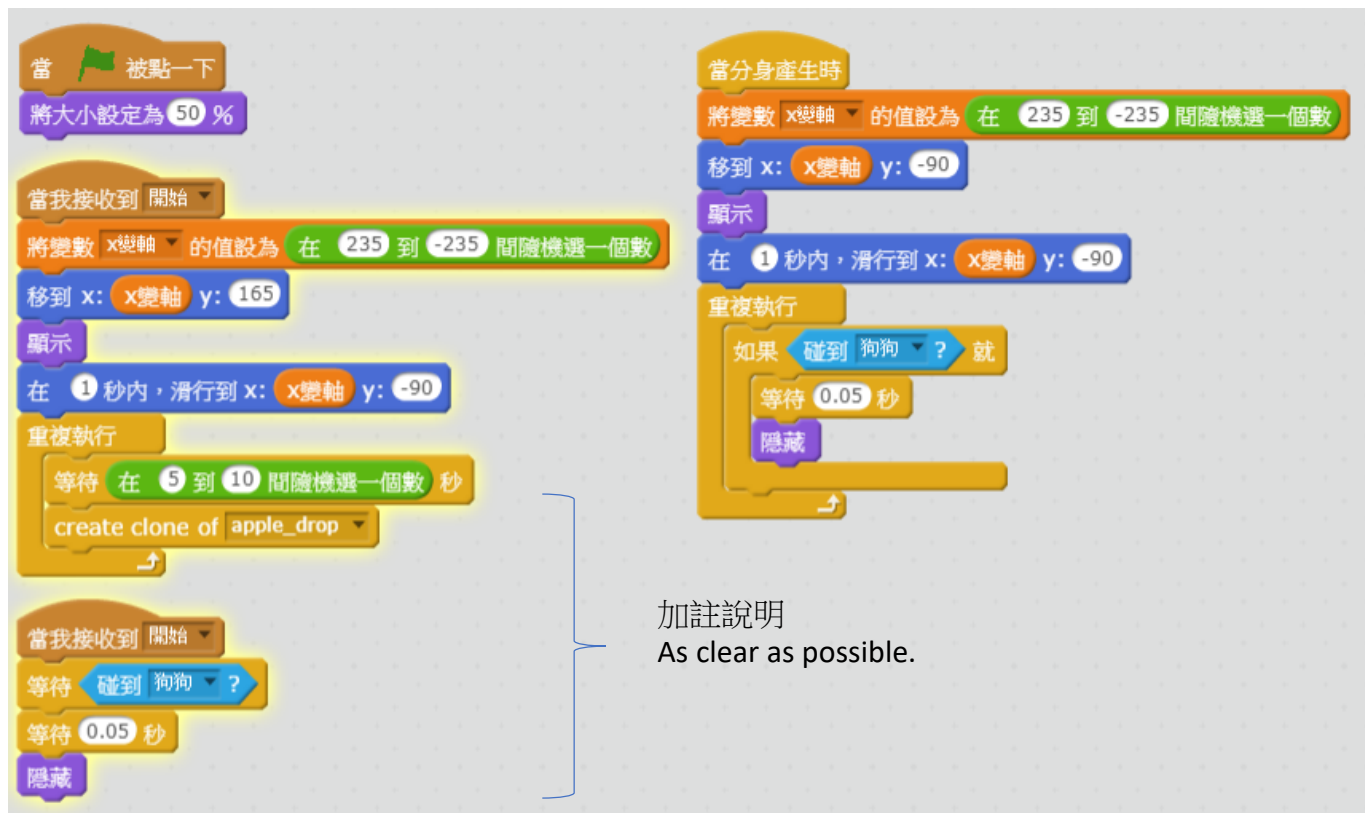 當 被點一下
將大小設定為 50 %
當我接收到 開始
將變數 x變軸 的值設為 在 235 到 -235 間隨機選一個數
移到 x: x變軸 y: 165
顯示
在 1 秒內，滑行到 x: x變軸 y: -90
重複執行
等待 在 5 到 10 間隨機選一個數 秒
create clone of apple_drop
當我接收到 開始
等待 碰到 狗狗 ?
等待 0.05 秒
隱藏
當分身產生時
將變數 x變軸 的值設為 在 235 到 -235 間隨機選一個數
移到 x: x變軸 y: -90
顯示
在 1 秒內，滑行到 x: x變軸 y: -90
重複執行
如果 碰到 狗狗 ? 就
等待 0.05 秒
隱藏
加註說明
As clear as possible.